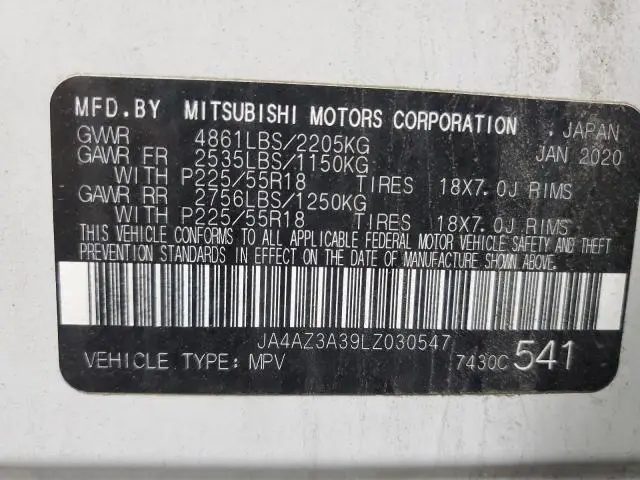 MFD.BY MITSUBISHI MOTORS CORPORATION . JAPAN
GVWR 4861LBS/2205KG JAN 2020
GAWR FR 2535LBS/1150KG
WITH P225/55R18 TIRES 18X7.0J RIMS
GAWR RR 2756LBS/1250KG
WITH P225/55R18 TIRES 18X7.0J RIMS
THIS VEHICLE CONFORMS TO ALL APPLICABLE FEDERAL MOTOR VEHICLE SAFETY AND THEFT
PREVENTION STANDARDS IN EFFECT ON THE DATE OF MANUFACTURE SHOWN ABOVE.
JA4AZ3A39LZ030547
VEHICLE TYPE: MPV 7430C 541